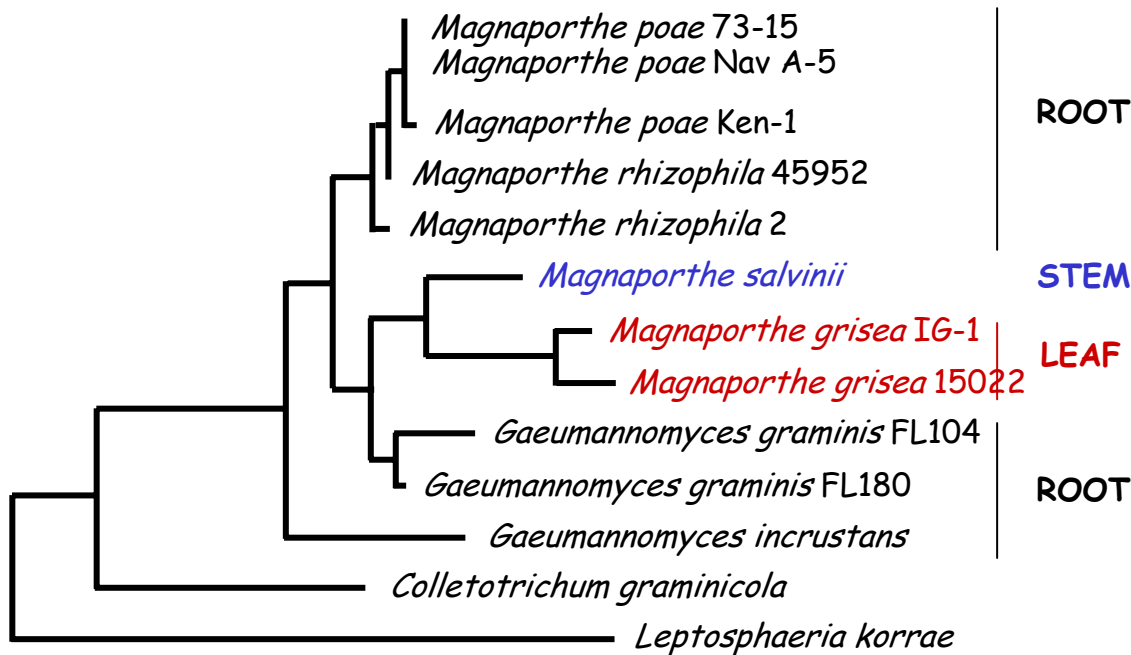 Magnaporthe poae 73-15
Magnaporthe poae Nav A-5
Magnaporthe poae Ken-1
Magnaporthe rhizophila 45952
Magnaporthe rhizophila 2
ROOT
Magnaporthe salvinii
STEM
Magnaporthe grisea IG-1
Magnaporthe grisea 15022
LEAF
Gaeumannomyces graminis FL104
Gaeumannomyces graminis FL180
Gaeumannomyces incrustans
ROOT
Colletotrichum graminicola
Leptosphaeria korrae